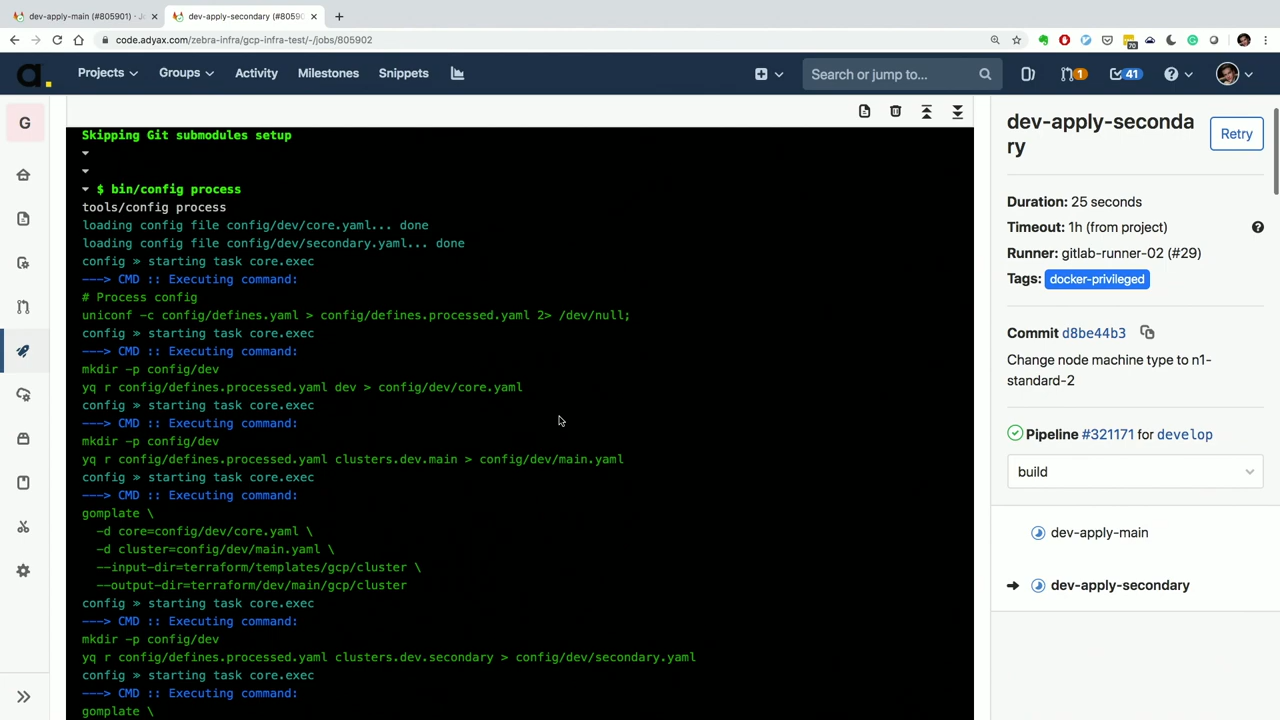 dev-apply-main (#805901) · Jo
dev-apply-secondary (#80590
code.adyax.com/zebra-infra/gcp-infra-test/-/jobs/805902
70
a.
Projects
Groups
Activity
Milestones
Snippets
Search or jump to...
1
41
G
Skipping Git submodules setup
$ bin/config process
tools/config process
loading config file config/dev/core.yaml... done
loading config file config/dev/secondary.yaml... done
config » starting task core.exec
———> CMD :: Executing command:
# Process config
uniconf -c config/defines.yaml > config/defines.processed.yaml 2> /dev/null;
config » starting task core.exec
———> CMD :: Executing command:
mkdir -p config/dev
yq r config/defines.processed.yaml dev > config/dev/core.yaml
config » starting task core.exec
———> CMD :: Executing command:
mkdir -p config/dev
yq r config/defines.processed.yaml clusters.dev.main > config/dev/main.yaml
config » starting task core.exec
———> CMD :: Executing command:
gomplate \
-d core=config/dev/core.yaml \
-d cluster=config/dev/main.yaml \
--input-dir=terraform/templates/gcp/cluster \
--output-dir=terraform/dev/main/gcp/cluster
config » starting task core.exec
———> CMD :: Executing command:
mkdir -p config/dev
yq r config/defines.processed.yaml clusters.dev.secondary > config/dev/secondary.yaml
config » starting task core.exec
———> CMD :: Executing command:
gomplate \
dev-apply-seconda
ry
Retry
Duration: 25 seconds
Timeout: 1h (from project)
Runner: gitlab-runner-02 (#29)
Tags: docker-privileged
Commit d8be44b3
Change node machine type to n1-
standard-2
Pipeline #321171 for develop
build
dev-apply-main
dev-apply-secondary